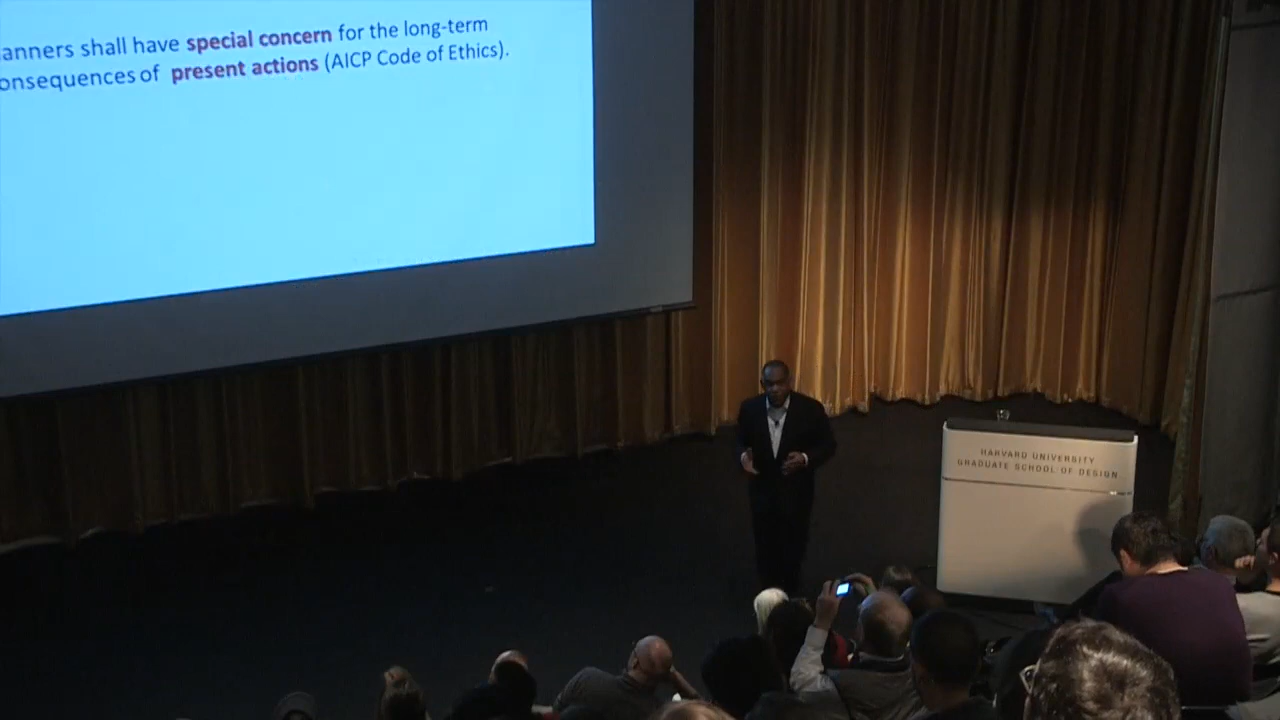 anners shall have special concern for the long-term
onsequences of present actions (AICP Code of Ethics).
HARVARD UNIVERSITY
GRADUATE SCHOOL OF DESIGN